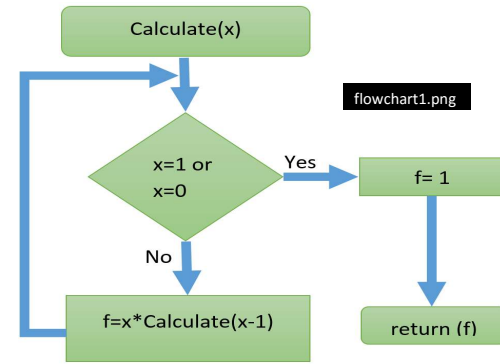 Calculate(x)
flowchart1.png
x=1 or
x=0
Yes
f= 1
No
f=x*Calculate(x-1)
return (f)